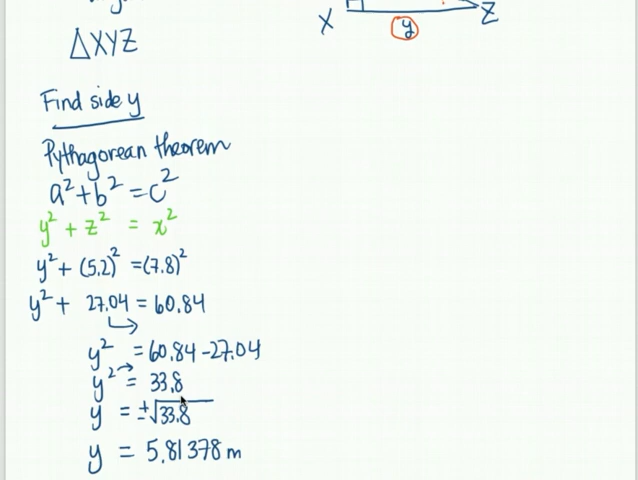 X Z
y
△XYZ
Find side y
Pythagorean theorem
a² + b² = c²
y² + z² = x²
y² + (5.2)² = (7.8)²
y² + 27.04 = 60.84
y² = 60.84 - 27.04
y² = 33.8
y = ±√33.8
y = 5.81378 m